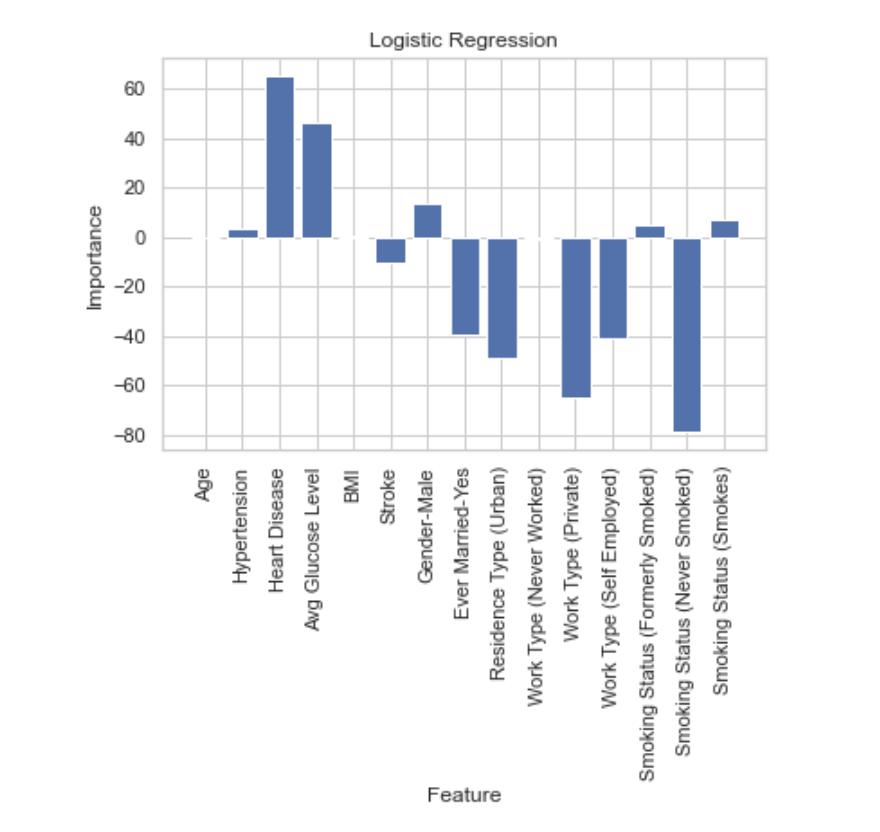 Logistic Regression
Importance
60
40
20
0
−20
−40
−60
−80
Age
Hypertension
Heart Disease
Avg Glucose Level
BMI
Stroke
Gender-Male
Ever Married-Yes
Residence Type (Urban)
Work Type (Never Worked)
Work Type (Private)
Work Type (Self Employed)
Smoking Status (Formerly Smoked)
Smoking Status (Never Smoked)
Smoking Status (Smokes)
Feature